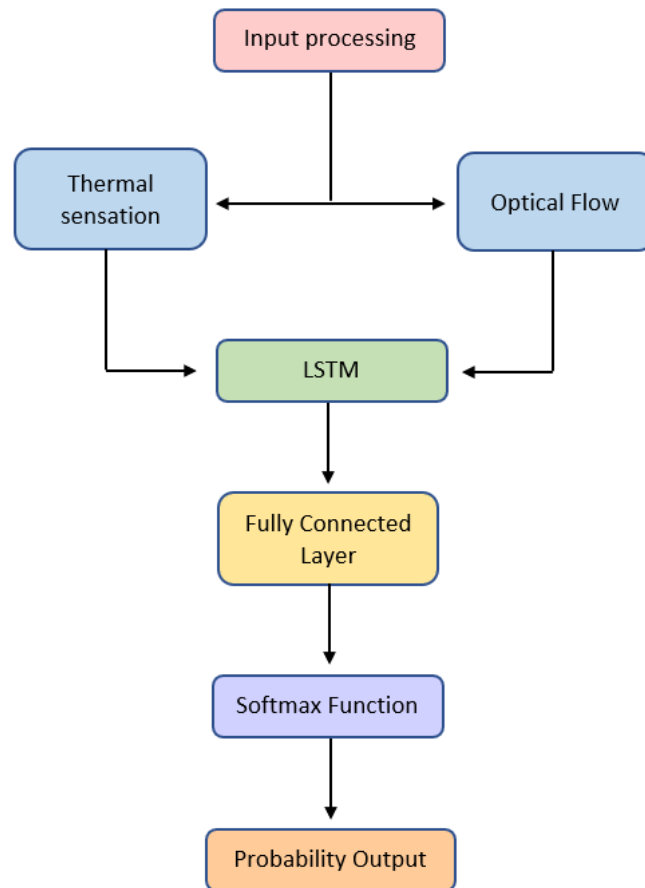 Input processing
Thermal
sensation
Optical Flow
LSTM
Fully Connected
Layer
Softmax Function
Probability Output